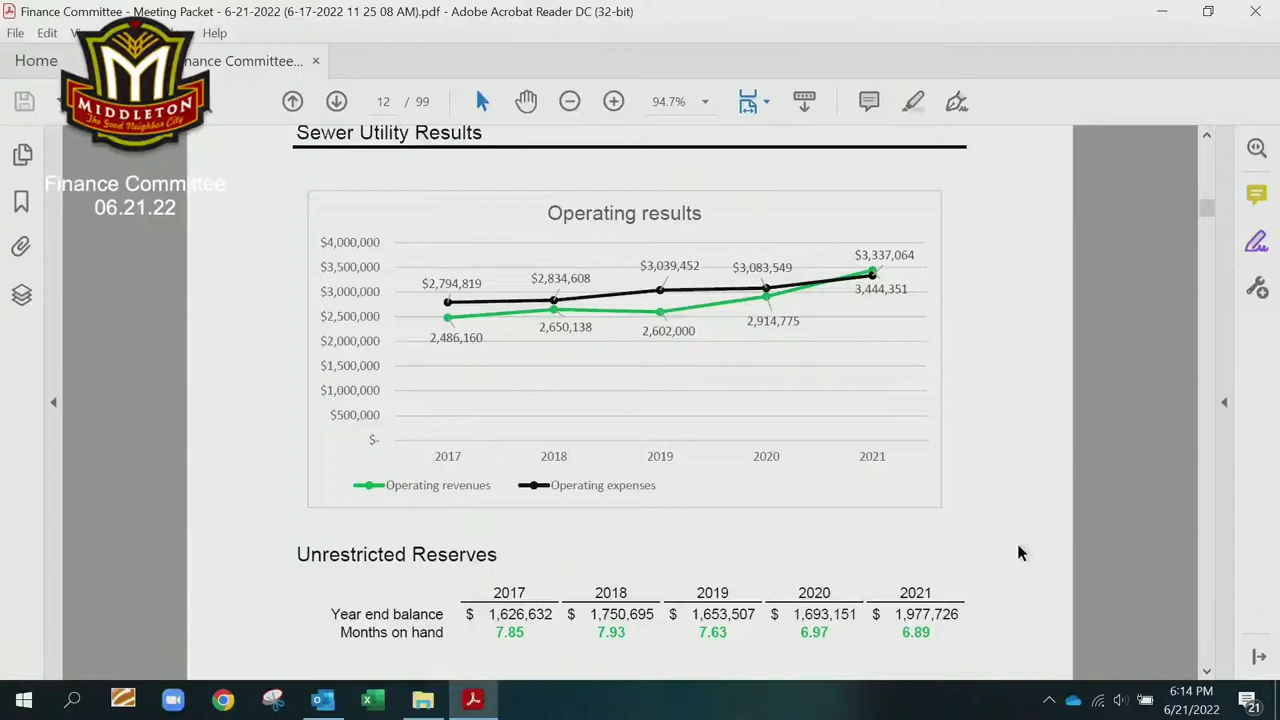 Finance Committee - Meeting Packet - 6-21-2022 (6-17-2022 11 25 08 AM).pdf - Adobe Acrobat Reader DC (32-bit)
File Edit Help
Home nance Committee... ×
12 / 99 94.7%
MIDDLETON
The Good Neighbor City
Finance Committee
06.21.22
Sewer Utility Results
Operating results
$4,000,000
$3,500,000
$3,000,000
$2,500,000
$2,000,000
$1,500,000
$1,000,000
$500,000
$-
$2,794,819 $2,834,608 $3,039,452 $3,083,549 $3,337,064
2,486,160 2,650,138 2,602,000 2,914,775 3,444,351
2017 2018 2019 2020 2021
Operating revenues Operating expenses
Unrestricted Reserves
2017 2018 2019 2020 2021
Year end balance $ 1,626,632 $ 1,750,695 $ 1,653,507 $ 1,693,151 $ 1,977,726
Months on hand 7.85 7.93 7.63 6.97 6.89
6:14 PM
6/21/2022
21